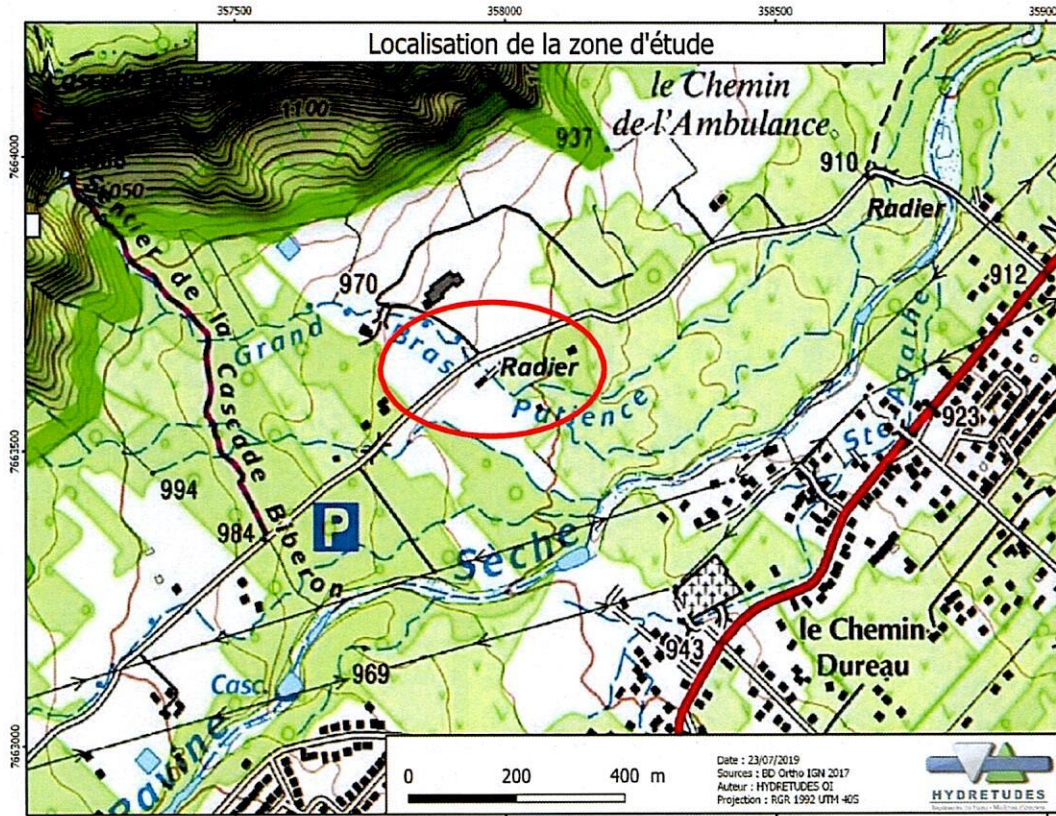 357500
358000
358500
35900
Localisation de la zone d'étude
1100
le Chemin
de l'Ambulance
937
910
7664000
1050
Radier
Sentier de la Cascade Biberon
970
912
Grand
Bras
Radier
Patience
Ste Agathe
923
7663500
994
984
P
Sèche
943
le Chemin
Dureau
969
Casc.
Ravine
7663000
0 200 400 m
Date : 23/07/2019
Sources : BD Ortho IGN 2017
Auteur : HYDRETUDES OI
Projection : RGR 1992 UTM 40S
HYDRETUDES